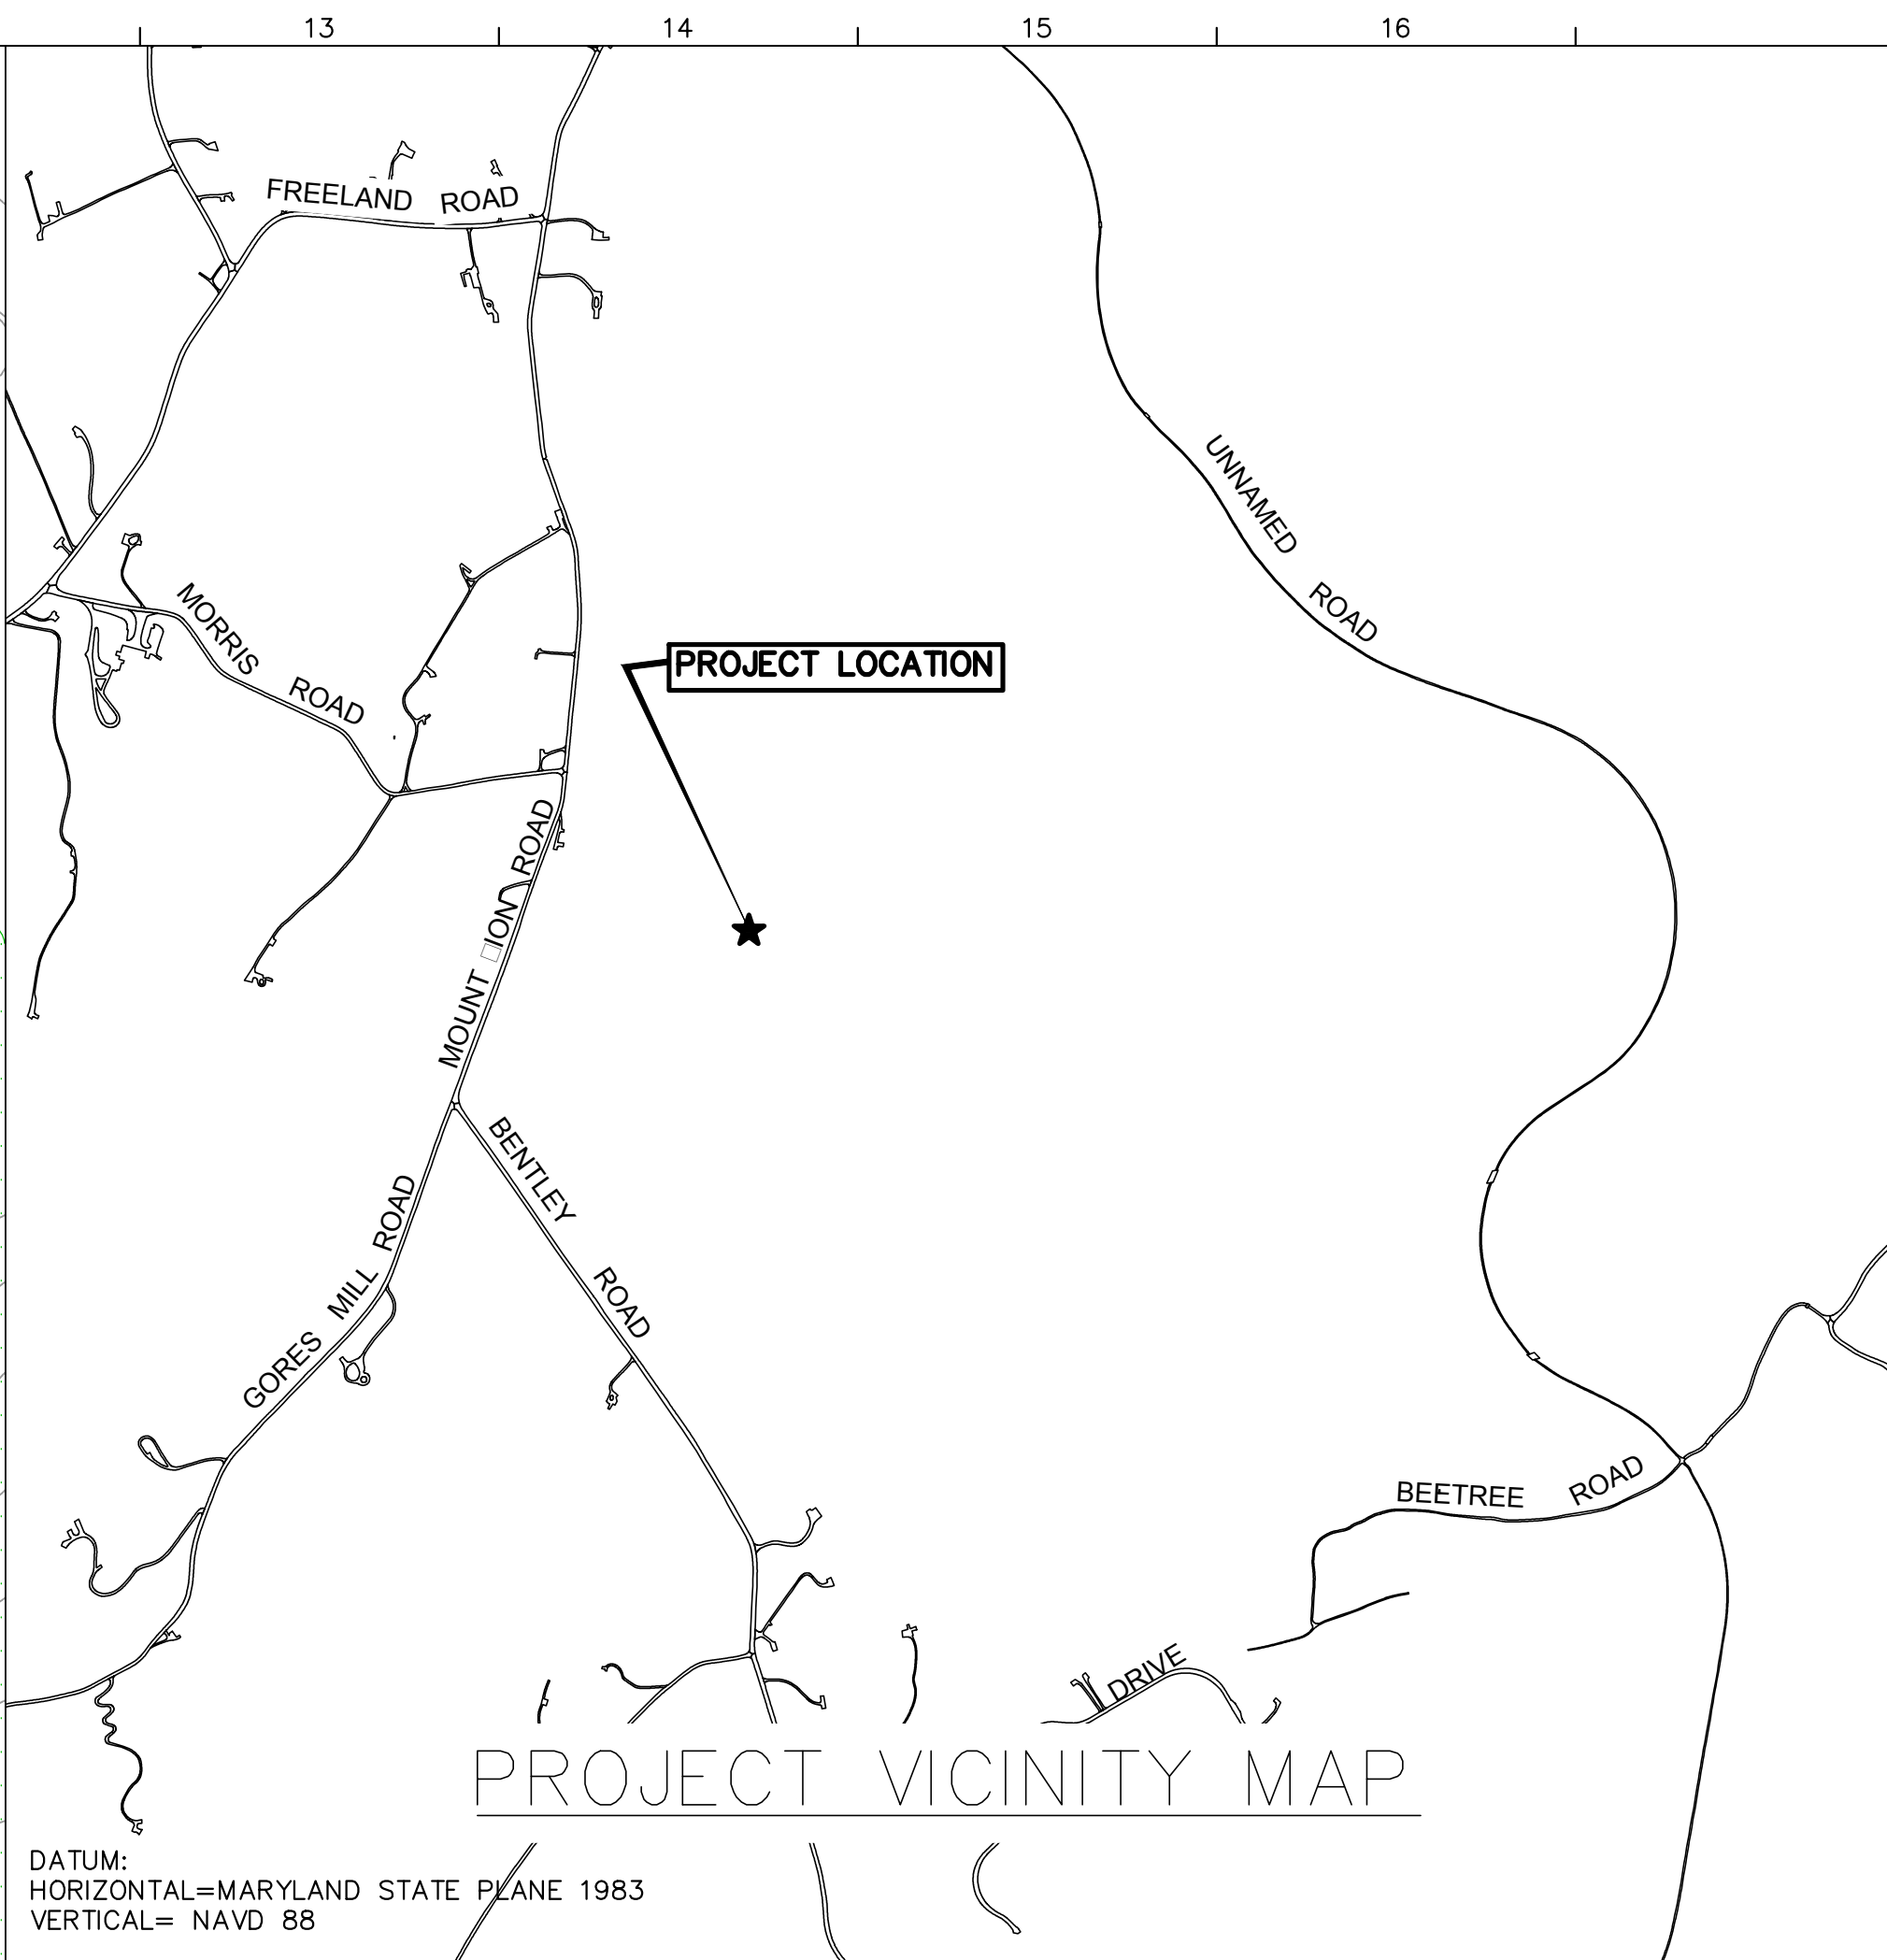 13 14 15 16
FREELAND ROAD
UNNAMED ROAD
MORRIS ROAD
PROJECT LOCATION
MOUNT □ION ROAD
BENTLEY ROAD
GORES MILL ROAD
BEETREE ROAD
DRIVE
PROJECT VICINITY MAP
DATUM:
HORIZONTAL=MARYLAND STATE PLANE 1983
VERTICAL= NAVD 88